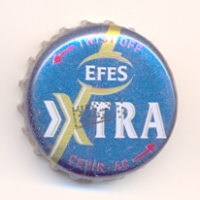 TWIST OFF
EFES
XTRA
ÇEVİR AÇ